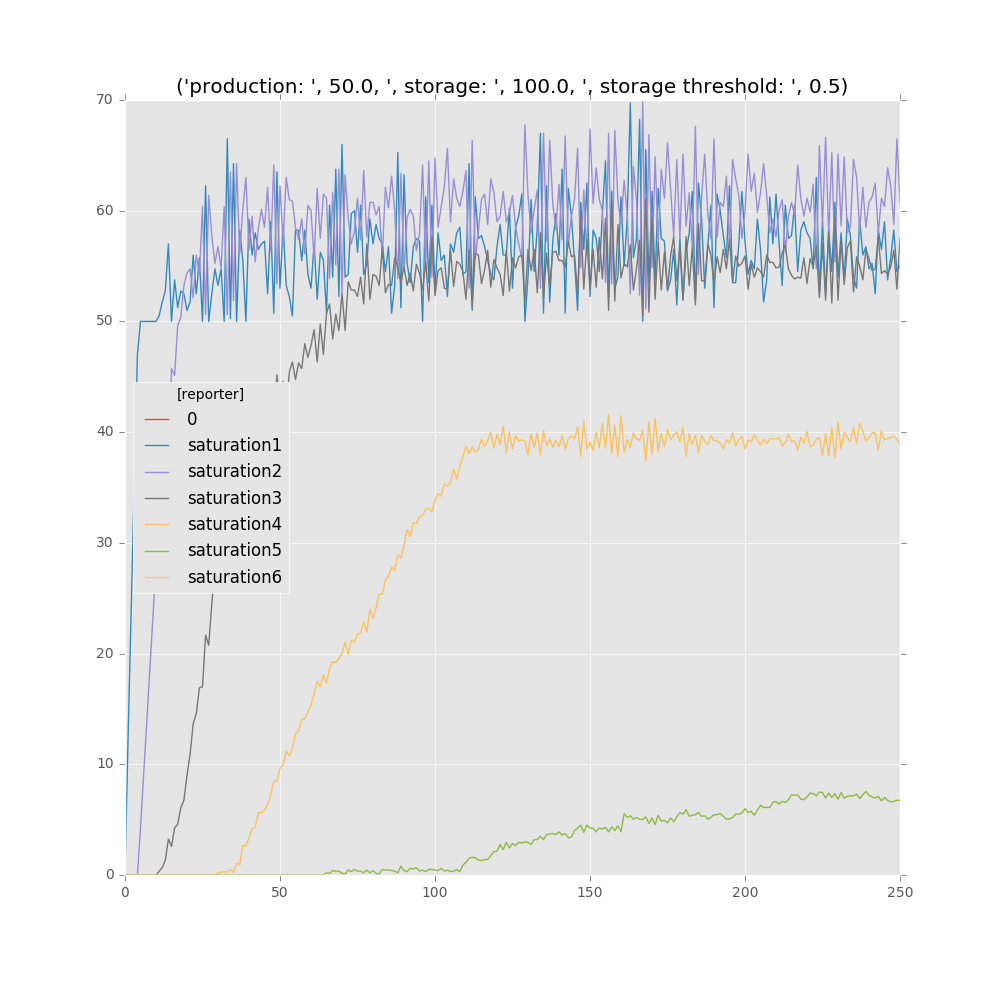 ('production: ', 50.0, ', storage: ', 100.0, ', storage threshold: ', 0.5)
70
60
50
40
30
20
10
0
[reporter]
0
saturation1
saturation2
saturation3
saturation4
saturation5
saturation6
0 50 100 150 200 250